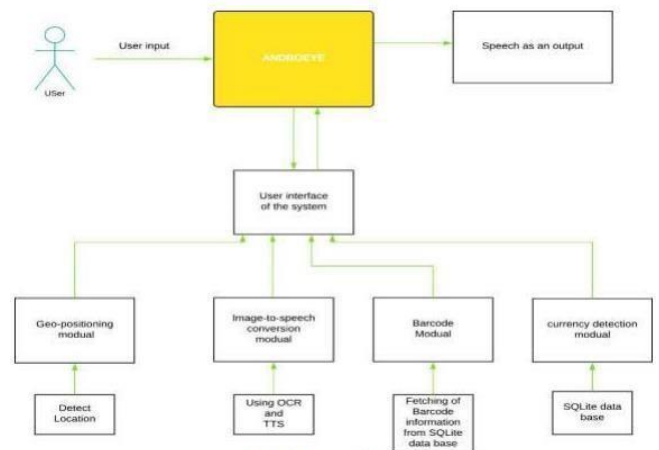 User input
ANDROEYE
Speech as an output
USer
User interface
of the system
Geo-positioning
modual
Image-to-speech
conversion
modual
Barcode
Modual
currency detection
modual
Detect
Location
Using OCR
and
TTS
Fetching of
Barcode
information
from SQLite
data base
SQLite data
base